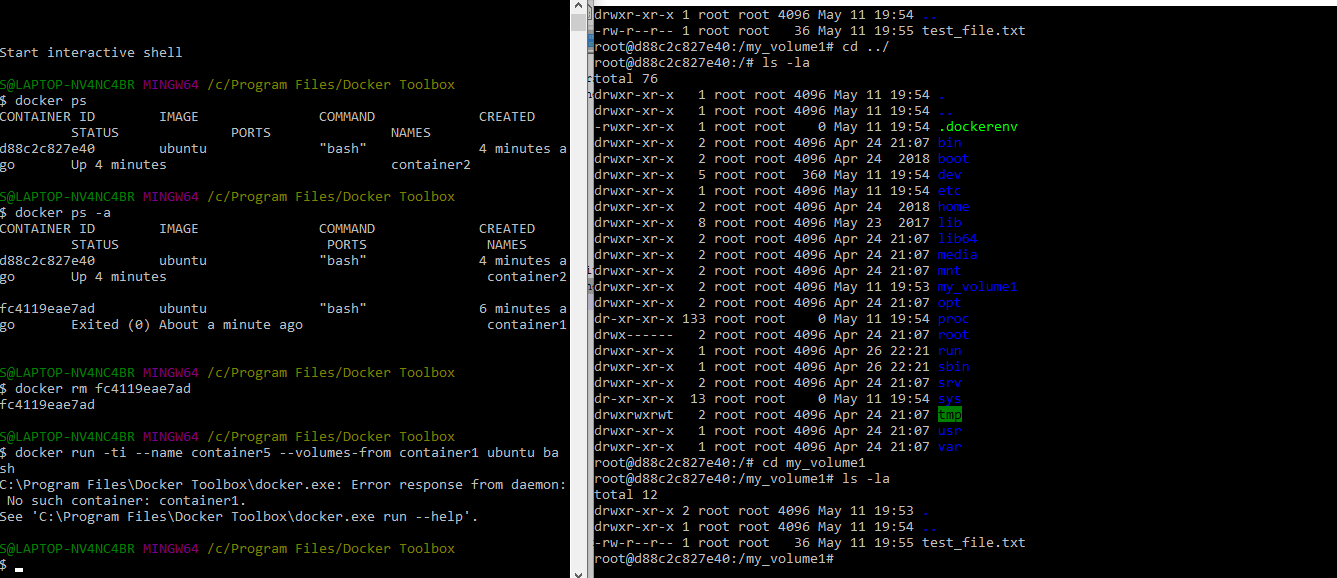 Start interactive shell
S@LAPTOP-NV4NC4BR MINGW64 /c/Program Files/Docker Toolbox
$ docker ps
CONTAINER ID        IMAGE               COMMAND             CREATED
         STATUS              PORTS               NAMES
d88c2c827e40        ubuntu              "bash"              4 minutes a
go       Up 4 minutes                            container2
S@LAPTOP-NV4NC4BR MINGW64 /c/Program Files/Docker Toolbox
$ docker ps -a
CONTAINER ID        IMAGE               COMMAND             CREATED
         STATUS                          PORTS               NAMES
d88c2c827e40        ubuntu              "bash"              4 minutes a
go       Up 4 minutes                                        container2
fc4119eae7ad        ubuntu              "bash"              6 minutes a
go       Exited (0) About a minute ago                       container1
S@LAPTOP-NV4NC4BR MINGW64 /c/Program Files/Docker Toolbox
$ docker rm fc4119eae7ad
fc4119eae7ad
S@LAPTOP-NV4NC4BR MINGW64 /c/Program Files/Docker Toolbox
$ docker run -ti --name container5 --volumes-from container1 ubuntu ba
sh
C:\Program Files\Docker Toolbox\docker.exe: Error response from daemon:
 No such container: container1.
See 'C:\Program Files\Docker Toolbox\docker.exe run --help'.
S@LAPTOP-NV4NC4BR MINGW64 /c/Program Files/Docker Toolbox
$
drwxr-xr-x 1 root root 4096 May 11 19:54 ..
-rw-r--r-- 1 root root   36 May 11 19:55 test_file.txt
root@d88c2c827e40:/my_volume1# cd ../
root@d88c2c827e40:/# ls -la
total 76
drwxr-xr-x   1 root root 4096 May 11 19:54 .
drwxr-xr-x   1 root root 4096 May 11 19:54 ..
-rwxr-xr-x   1 root root    0 May 11 19:54 .dockerenv
drwxr-xr-x   2 root root 4096 Apr 24 21:07 bin
drwxr-xr-x   2 root root 4096 Apr 24  2018 boot
drwxr-xr-x   5 root root  360 May 11 19:54 dev
drwxr-xr-x   1 root root 4096 May 11 19:54 etc
drwxr-xr-x   2 root root 4096 Apr 24  2018 home
drwxr-xr-x   8 root root 4096 May 23  2017 lib
drwxr-xr-x   2 root root 4096 Apr 24 21:07 lib64
drwxr-xr-x   2 root root 4096 Apr 24 21:07 media
drwxr-xr-x   2 root root 4096 Apr 24 21:07 mnt
drwxr-xr-x   2 root root 4096 May 11 19:53 my_volume1
drwxr-xr-x   2 root root 4096 Apr 24 21:07 opt
dr-xr-xr-x 133 root root    0 May 11 19:54 proc
drwx------   2 root root 4096 Apr 24 21:07 root
drwxr-xr-x   1 root root 4096 Apr 26 22:21 run
drwxr-xr-x   1 root root 4096 Apr 26 22:21 sbin
drwxr-xr-x   2 root root 4096 Apr 24 21:07 srv
dr-xr-xr-x  13 root root    0 May 11 19:54 sys
drwxrwxrwt   2 root root 4096 Apr 24 21:07 tmp
drwxr-xr-x   1 root root 4096 Apr 24 21:07 usr
drwxr-xr-x   1 root root 4096 Apr 24 21:07 var
root@d88c2c827e40:/# cd my_volume1
root@d88c2c827e40:/my_volume1# ls -la
total 12
drwxr-xr-x 2 root root 4096 May 11 19:53 .
drwxr-xr-x 1 root root 4096 May 11 19:54 ..
-rw-r--r-- 1 root root   36 May 11 19:55 test_file.txt
root@d88c2c827e40:/my_volume1#